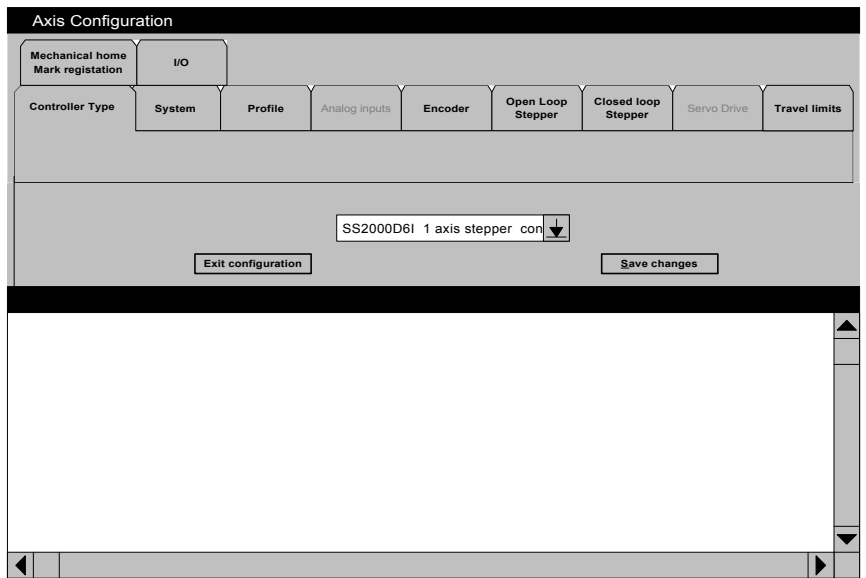 Axis Configuration
Mechanical home
Mark registation
I/O
Controller Type
System
Profile
Analog inputs
Encoder
Open Loop
Stepper
Closed loop
Stepper
Servo Drive
Travel limits
SS2000D6I 1 axis stepper con
Exit configuration
Save changes